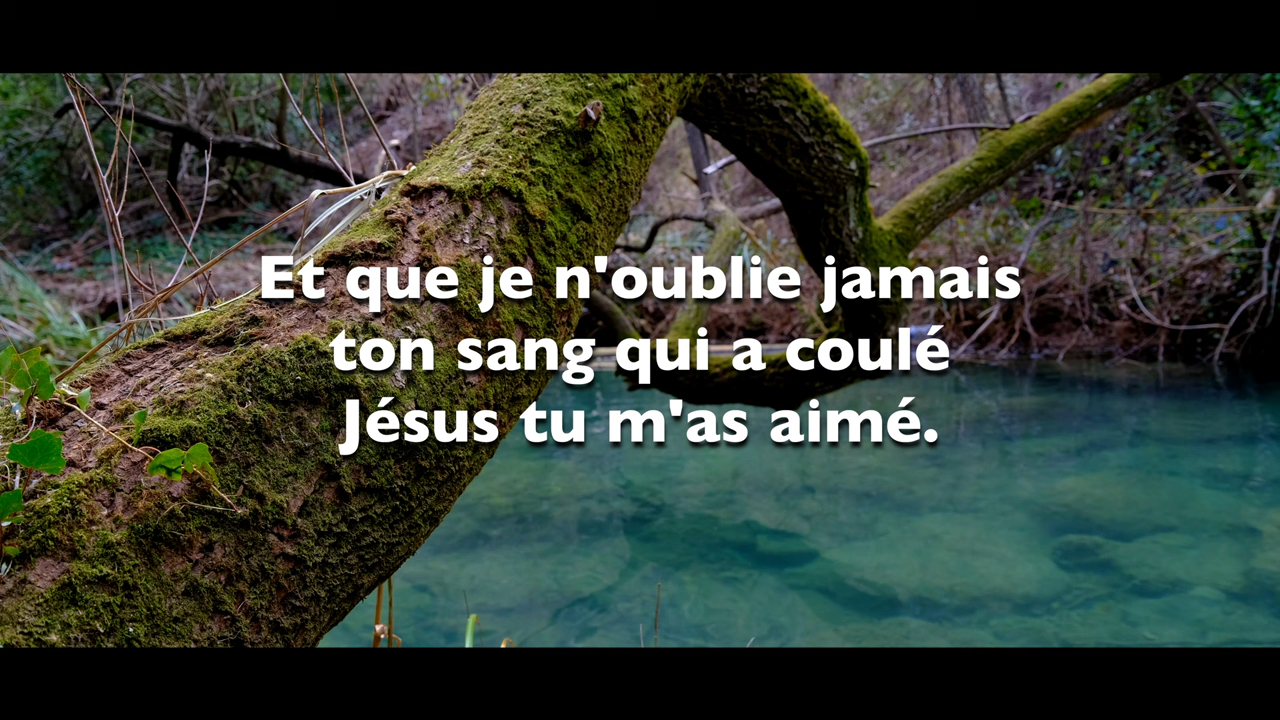 Et que je n'oublie jamais
ton sang qui a coulé
Jésus tu m'as aimé.